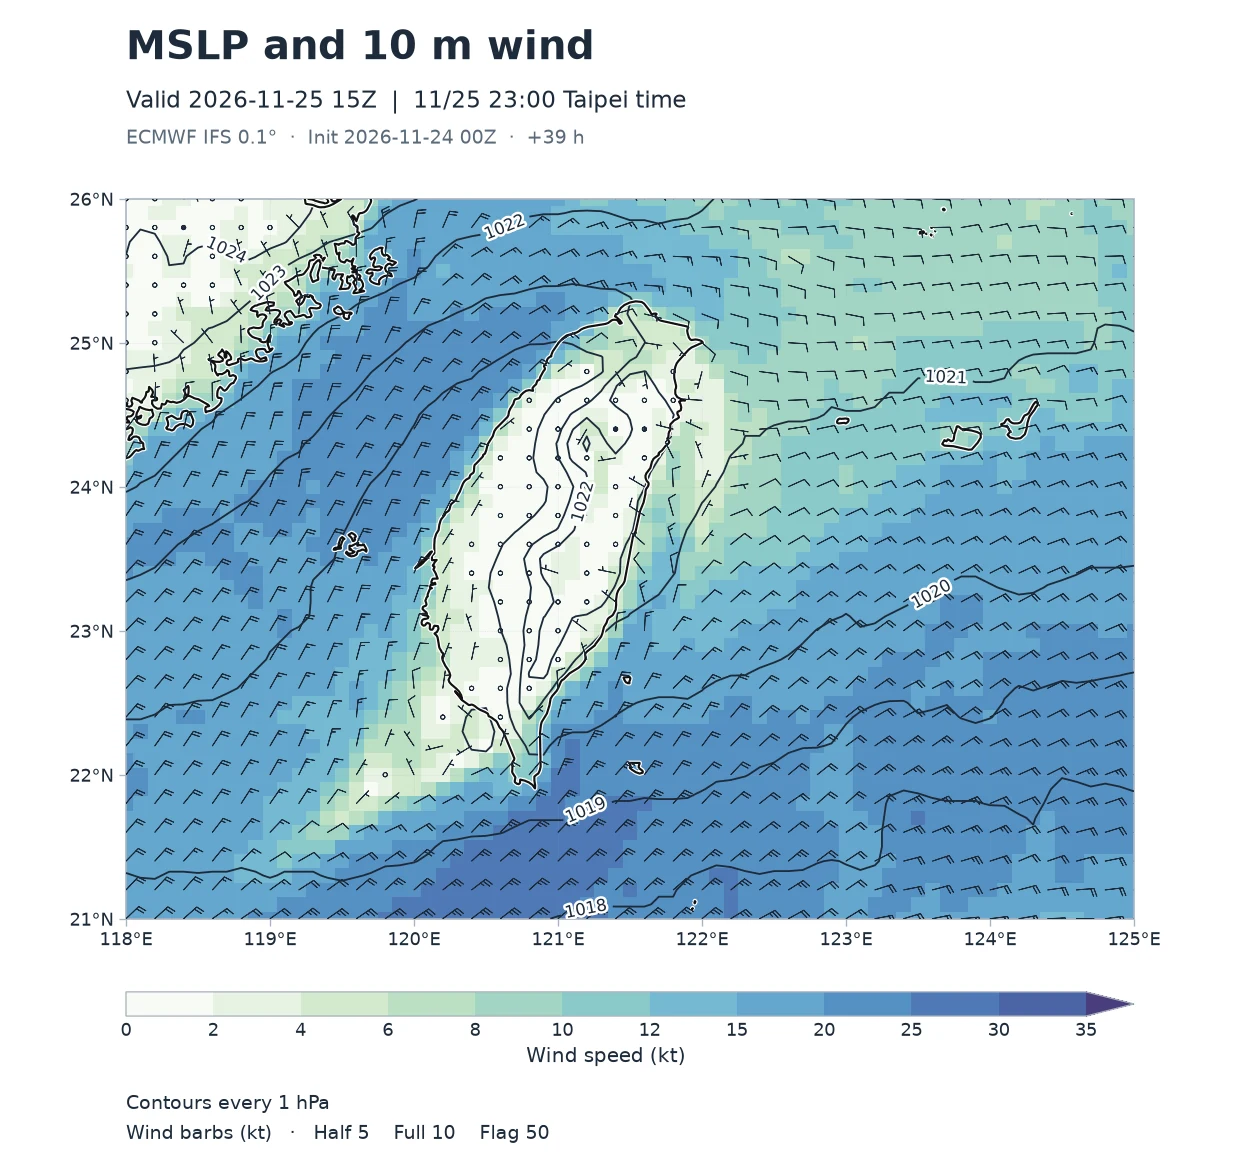 MSLP and 10 m wind
Valid 2026-11-25 15Z | 11/25 23:00 Taipei time
ECMWF IFS 0.1° · Init 2026-11-24 00Z · +39 h
26°N
1022
1024
1023
25°N
1021
24°N
1022
1020
23°N
22°N
1019
1018
21°N
118°E 119°E 120°E 121°E 122°E 123°E 124°E 125°E
0 2 4 6 8 10 12 15 20 25 30 35
Wind speed (kt)
Contours every 1 hPa
Wind barbs (kt) · Half 5 Full 10 Flag 50